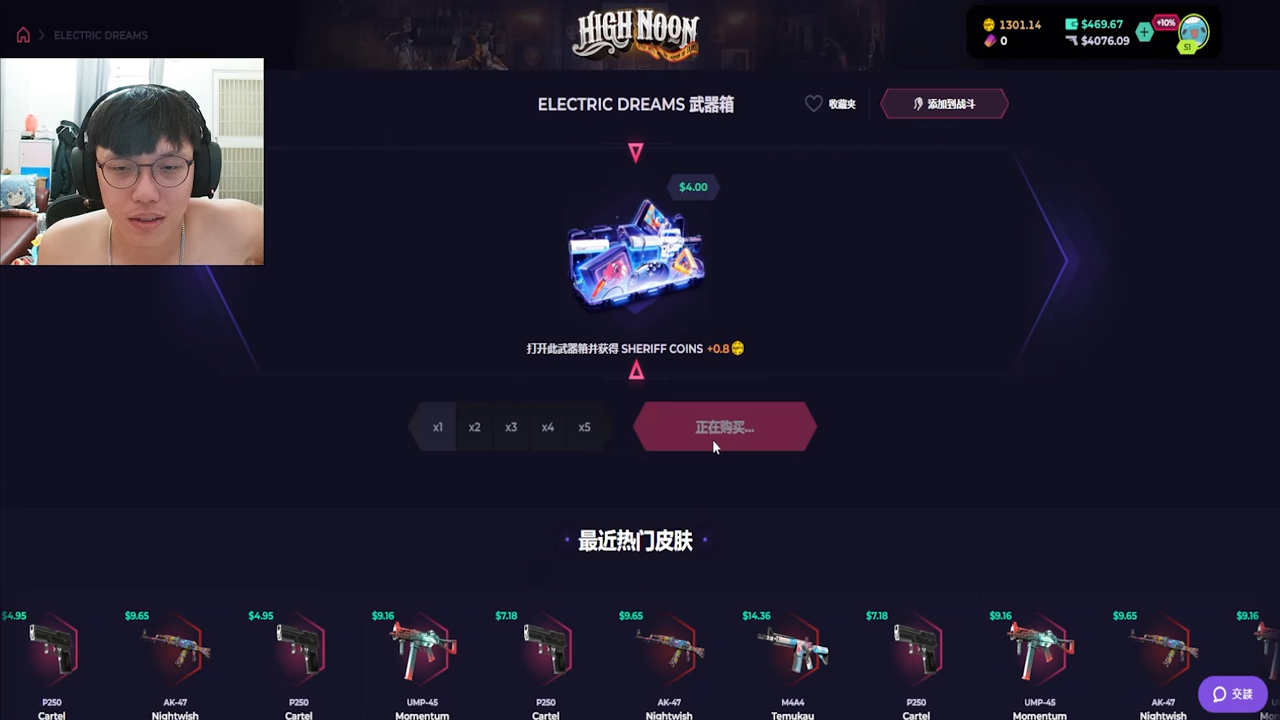 ELECTRIC DREAMS
HIGH NOON
1301.14
0
$469.67
$4076.09
+10%
51
ELECTRIC DREAMS 武器箱
收藏夹
添加到战斗
$4.00
打开此武器箱并获得 SHERIFF COINS +0.8
x1
x2
x3
x4
x5
正在购买...
最近热门皮肤
$4.95
$9.65
$4.95
$9.16
$7.18
$9.65
$14.36
$7.18
$9.16
$9.65
$9.16
P250
AK-47
P250
UMP-45
P250
AK-47
M4A4
P250
UMP-45
AK-47
Cartel
Nightwish
Cartel
Momentum
Cartel
Nightwish
Temukau
Cartel
Momentum
Nightwish
交谈